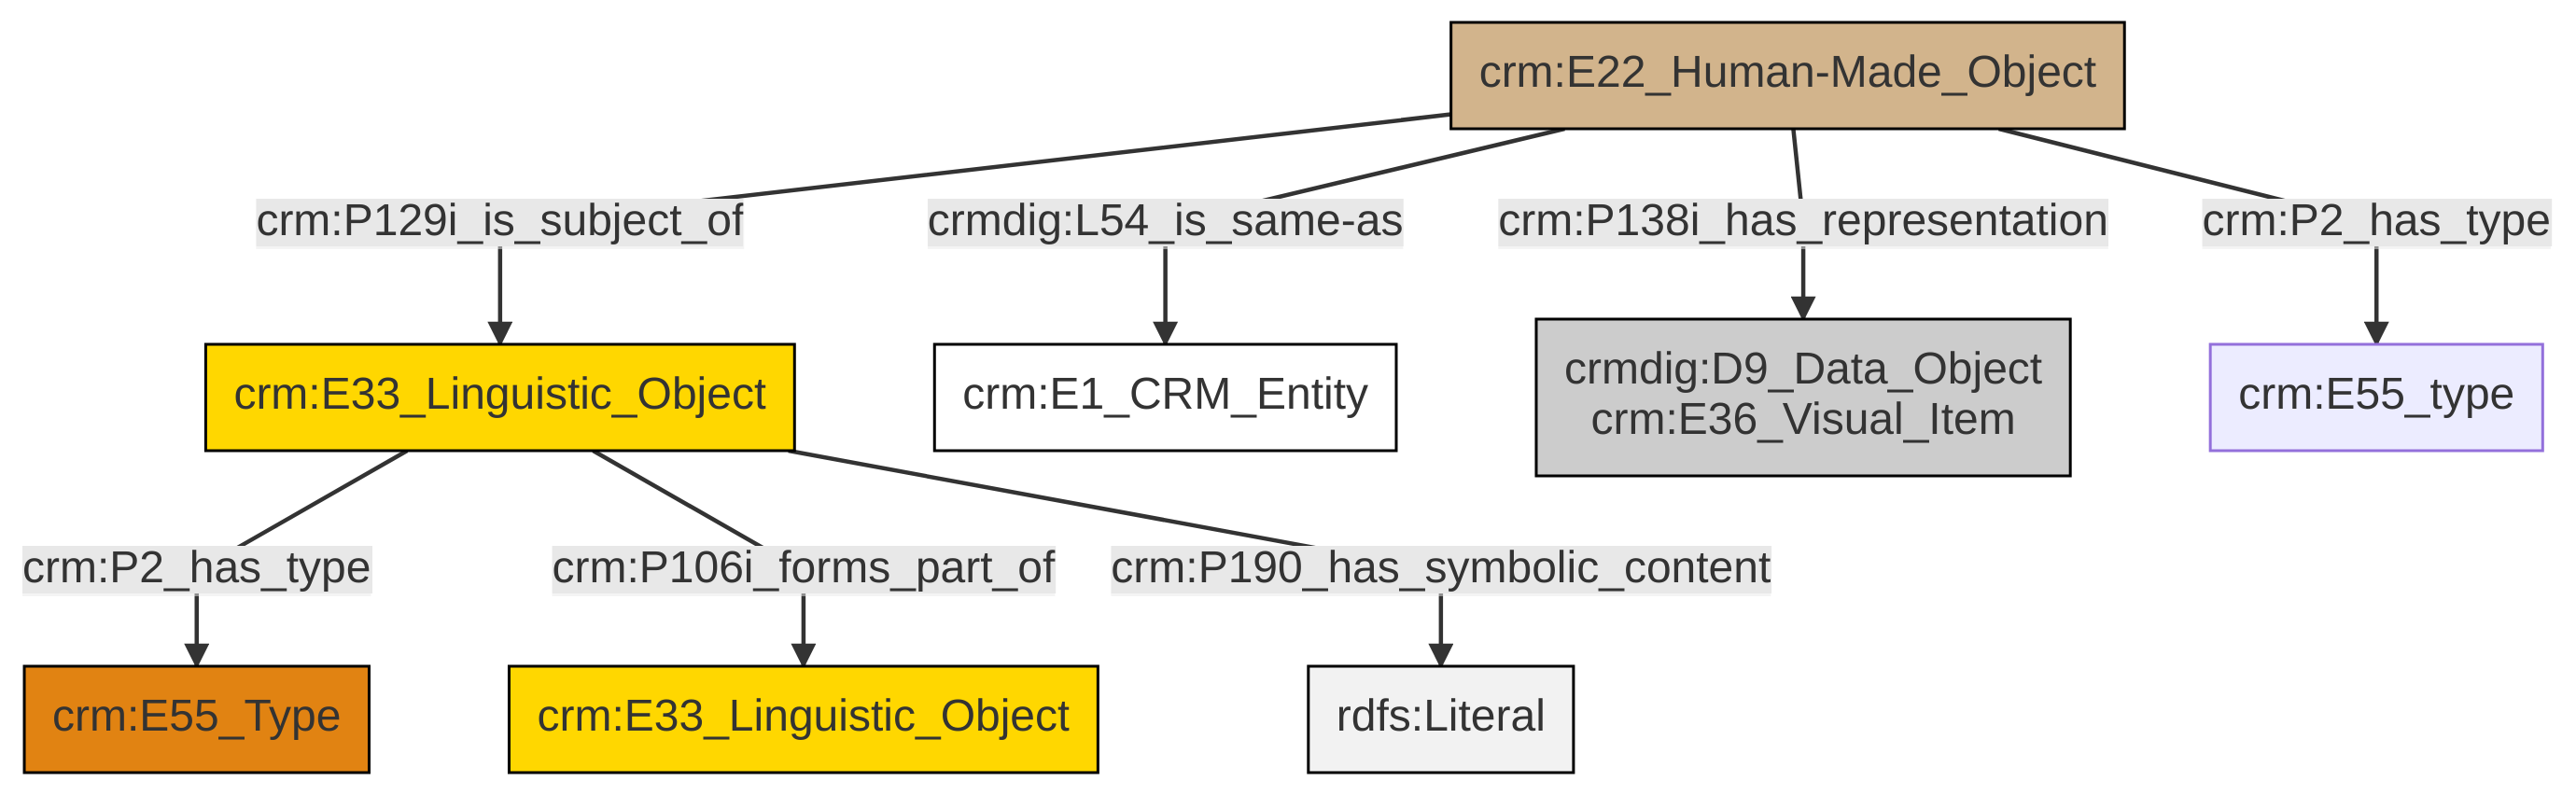 crm:E22_Human-Made_Object
crm:P129i_is_subject_of
crmdig:L54_is_same-as
crm:P138i_has_representation
crm:P2_has_type
crm:E33_Linguistic_Object
crm:E1_CRM_Entity
crmdig:D9_Data_Object
crm:E36_Visual_Item
crm:E55_type
crm:P2_has_type
crm:P106i_forms_part_of
crm:P190_has_symbolic_content
crm:E55_Type
crm:E33_Linguistic_Object
rdfs:Literal